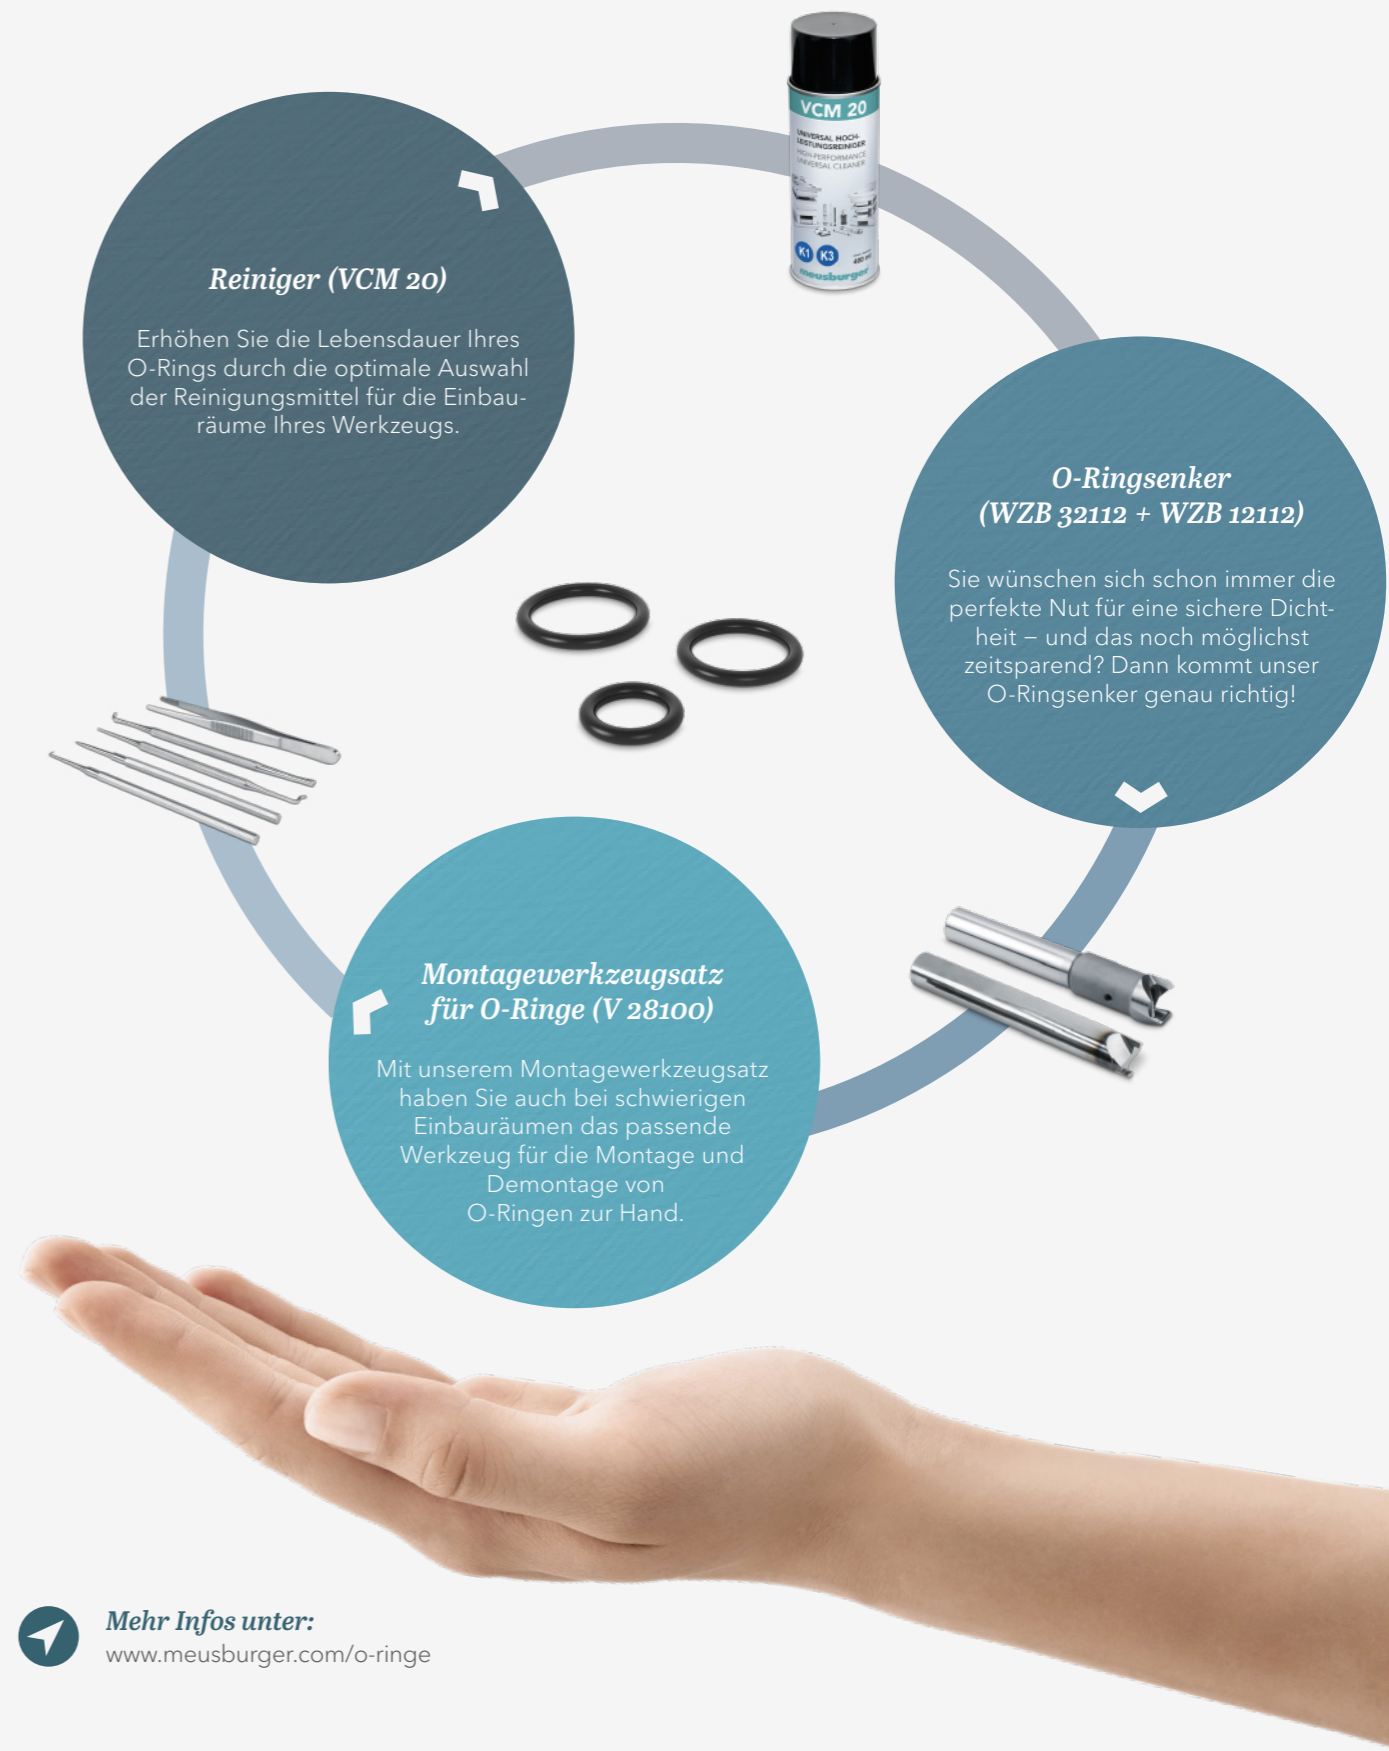 VCM 20
UNIVERSAL HOCH-
LEISTUNGSREINIGER
HIGH-PERFORMANCE
UNIVERSAL CLEANER
K1 K3
480 ml
meusburger
Reiniger (VCM 20)
Erhöhen Sie die Lebensdauer Ihres
O-Rings durch die optimale Auswahl
der Reinigungsmittel für die Einbau-
räume Ihres Werkzeugs.
O-Ringsenker
(WZB 32112 + WZB 12112)
Sie wünschen sich schon immer die
perfekte Nut für eine sichere Dicht-
heit – und das noch möglichst
zeitsparend? Dann kommt unser
O-Ringsenker genau richtig!
Montagewerkzeugsatz
für O-Ringe (V 28100)
Mit unserem Montagewerkzeugsatz
haben Sie auch bei schwierigen
Einbauräumen das passende
Werkzeug für die Montage und
Demontage von
O-Ringen zur Hand.
Mehr Infos unter:
www.meusburger.com/o-ringe